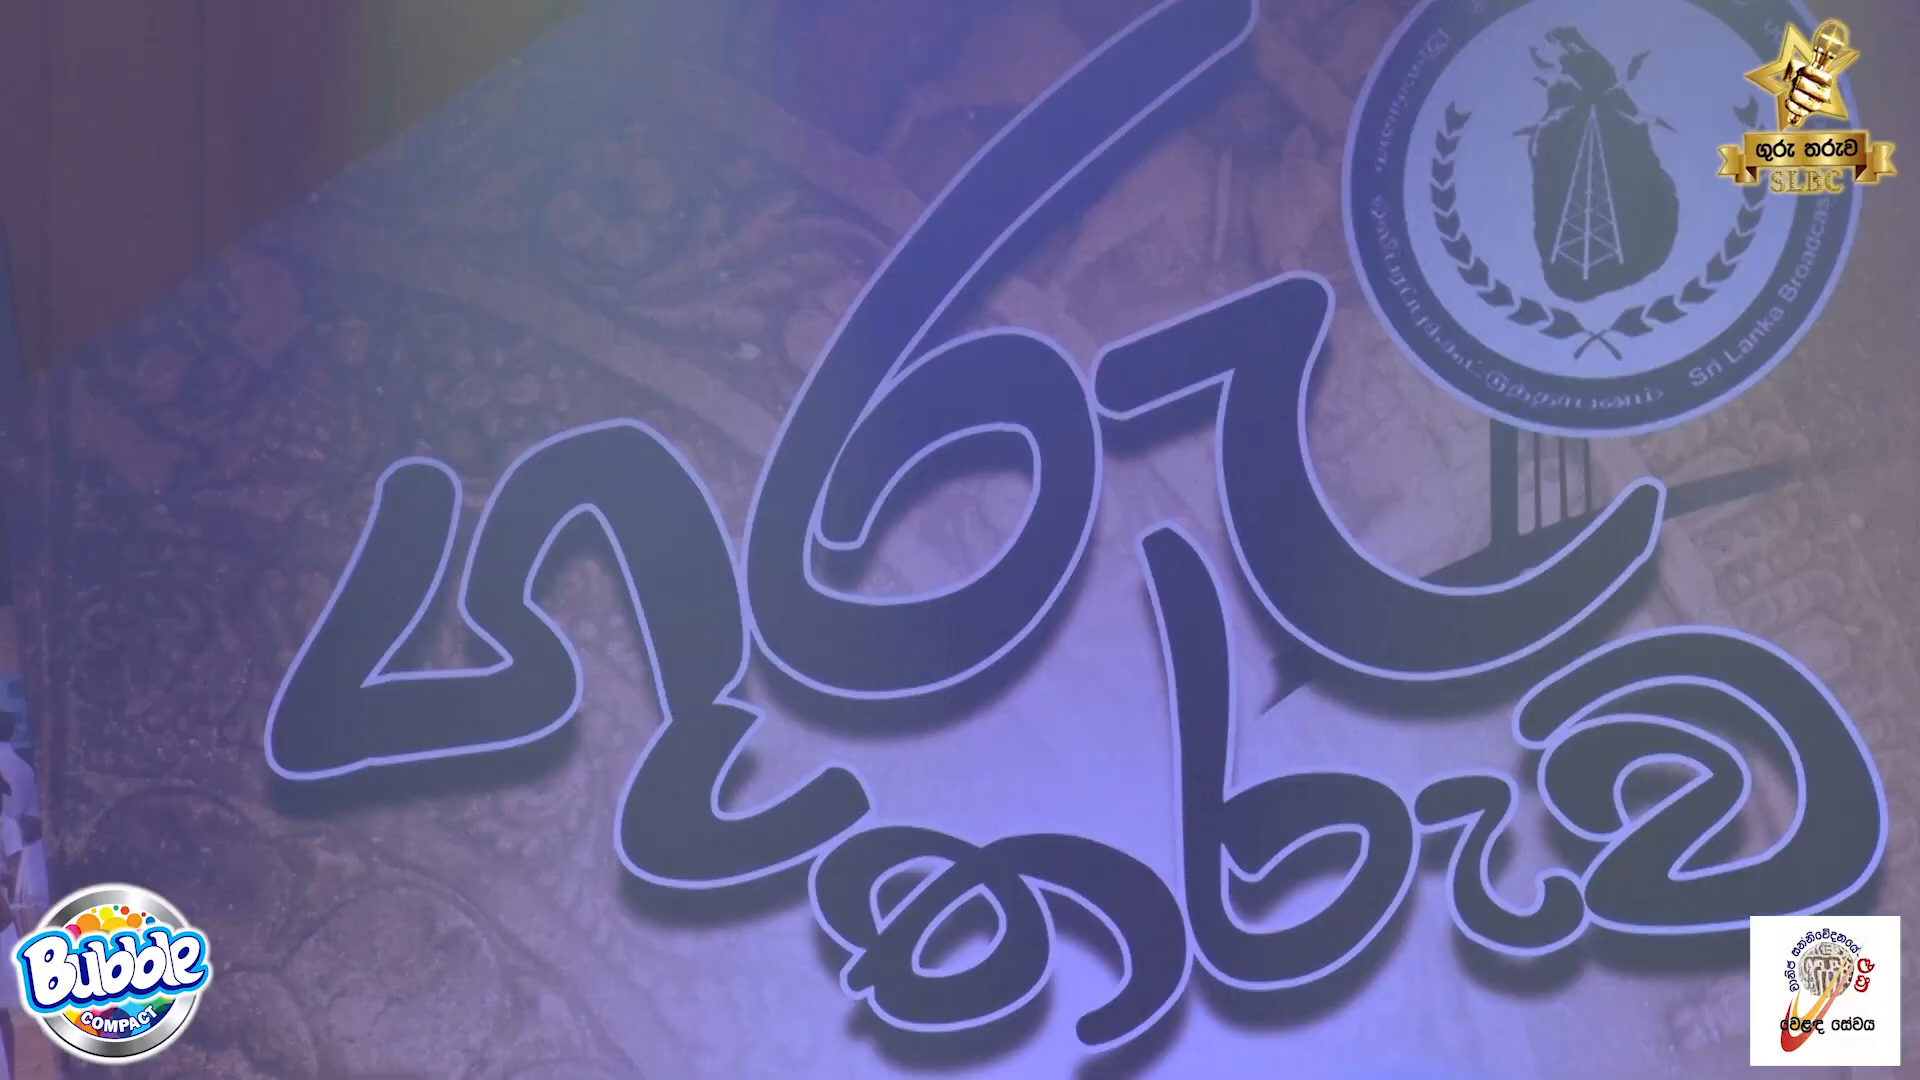 ගුරු
තරුව
Sri Lanka Broadcas
ගුරු තරුව
SLBC
Bubble
COMPACT
වෙළඳ සේවය